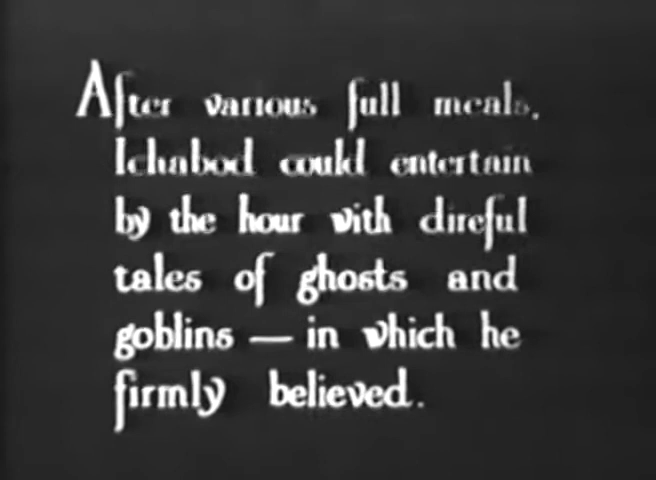 After various full meals,
Ichabod could entertain
by the hour with direful
tales of ghosts and
goblins — in which he
firmly believed.